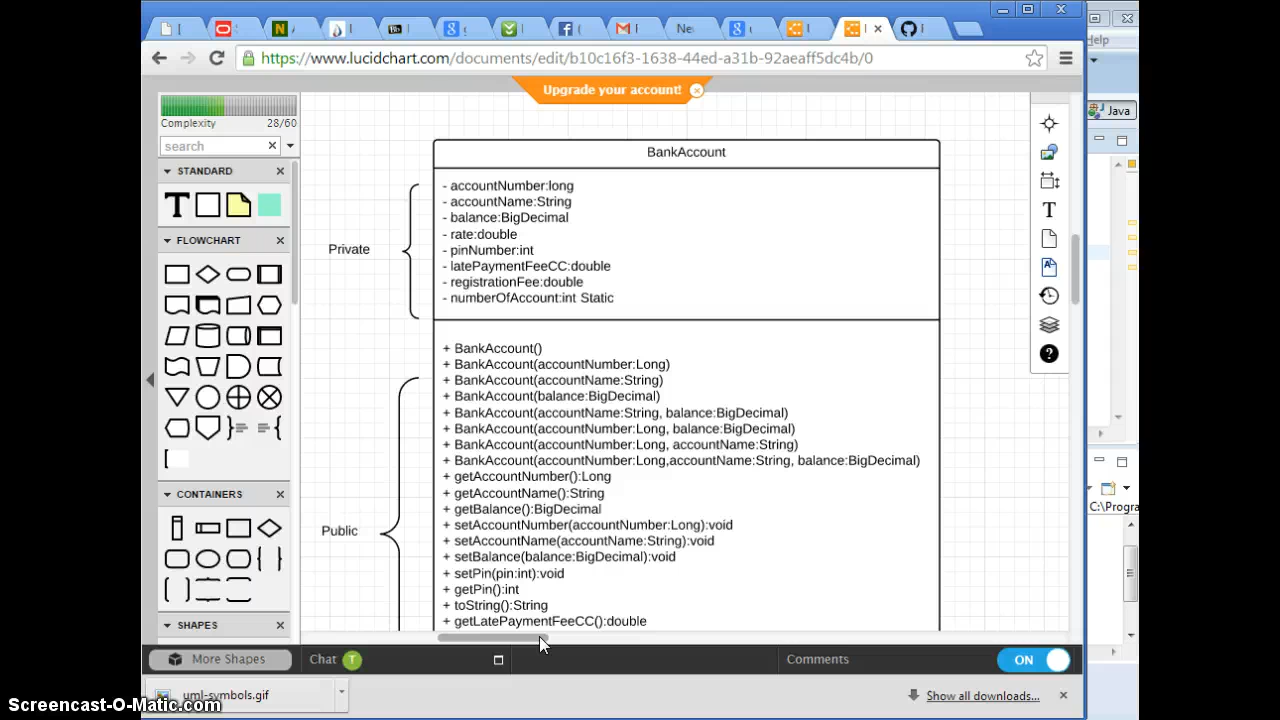 https://www.lucidchart.com/documents/edit/b10c16f3-1638-44ed-a31b-92aeaff5dc4b/0
Help
Java
Upgrade your account!
Complexity 28/60
search
STANDARD
T
FLOWCHART
CONTAINERS
SHAPES
More Shapes
BankAccount
Private
- accountNumber:long
- accountName:String
- balance:BigDecimal
- rate:double
- pinNumber:int
- latePaymentFeeCC:double
- registrationFee:double
- numberOfAccount:int Static
Public
+ BankAccount()
+ BankAccount(accountNumber:Long)
+ BankAccount(accountName:String)
+ BankAccount(balance:BigDecimal)
+ BankAccount(accountName:String, balance:BigDecimal)
+ BankAccount(accountNumber:Long, balance:BigDecimal)
+ BankAccount(accountNumber:Long, accountName:String)
+ BankAccount(accountNumber:Long,accountName:String, balance:BigDecimal)
+ getAccountNumber():Long
+ getAccountName():String
+ getBalance():BigDecimal
+ setAccountNumber(accountNumber:Long):void
+ setAccountName(accountName:String):void
+ setBalance(balance:BigDecimal):void
+ setPin(pin:int):void
+ getPin():int
+ toString():String
+ getLatePaymentFeeCC():double
T
C:\Progra
Chat T
Comments
ON
uml-symbols.gif
Show all downloads...
Screencast-O-Matic.com